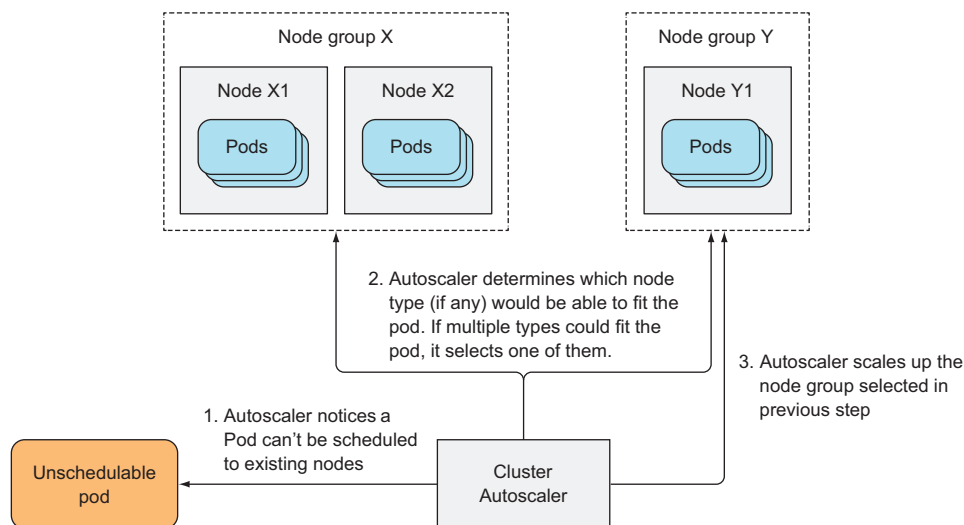 Node group X
Node group Y
Node X1
Node X2
Node Y1
Pods
Pods
Pods
2. Autoscaler determines which node
type (if any) would be able to fit the
pod. If multiple types could fit the
pod, it selects one of them.
3. Autoscaler scales up the
node group selected in
previous step
1. Autoscaler notices a
Pod can’t be scheduled
to existing nodes
Unschedulable
pod
Cluster
Autoscaler